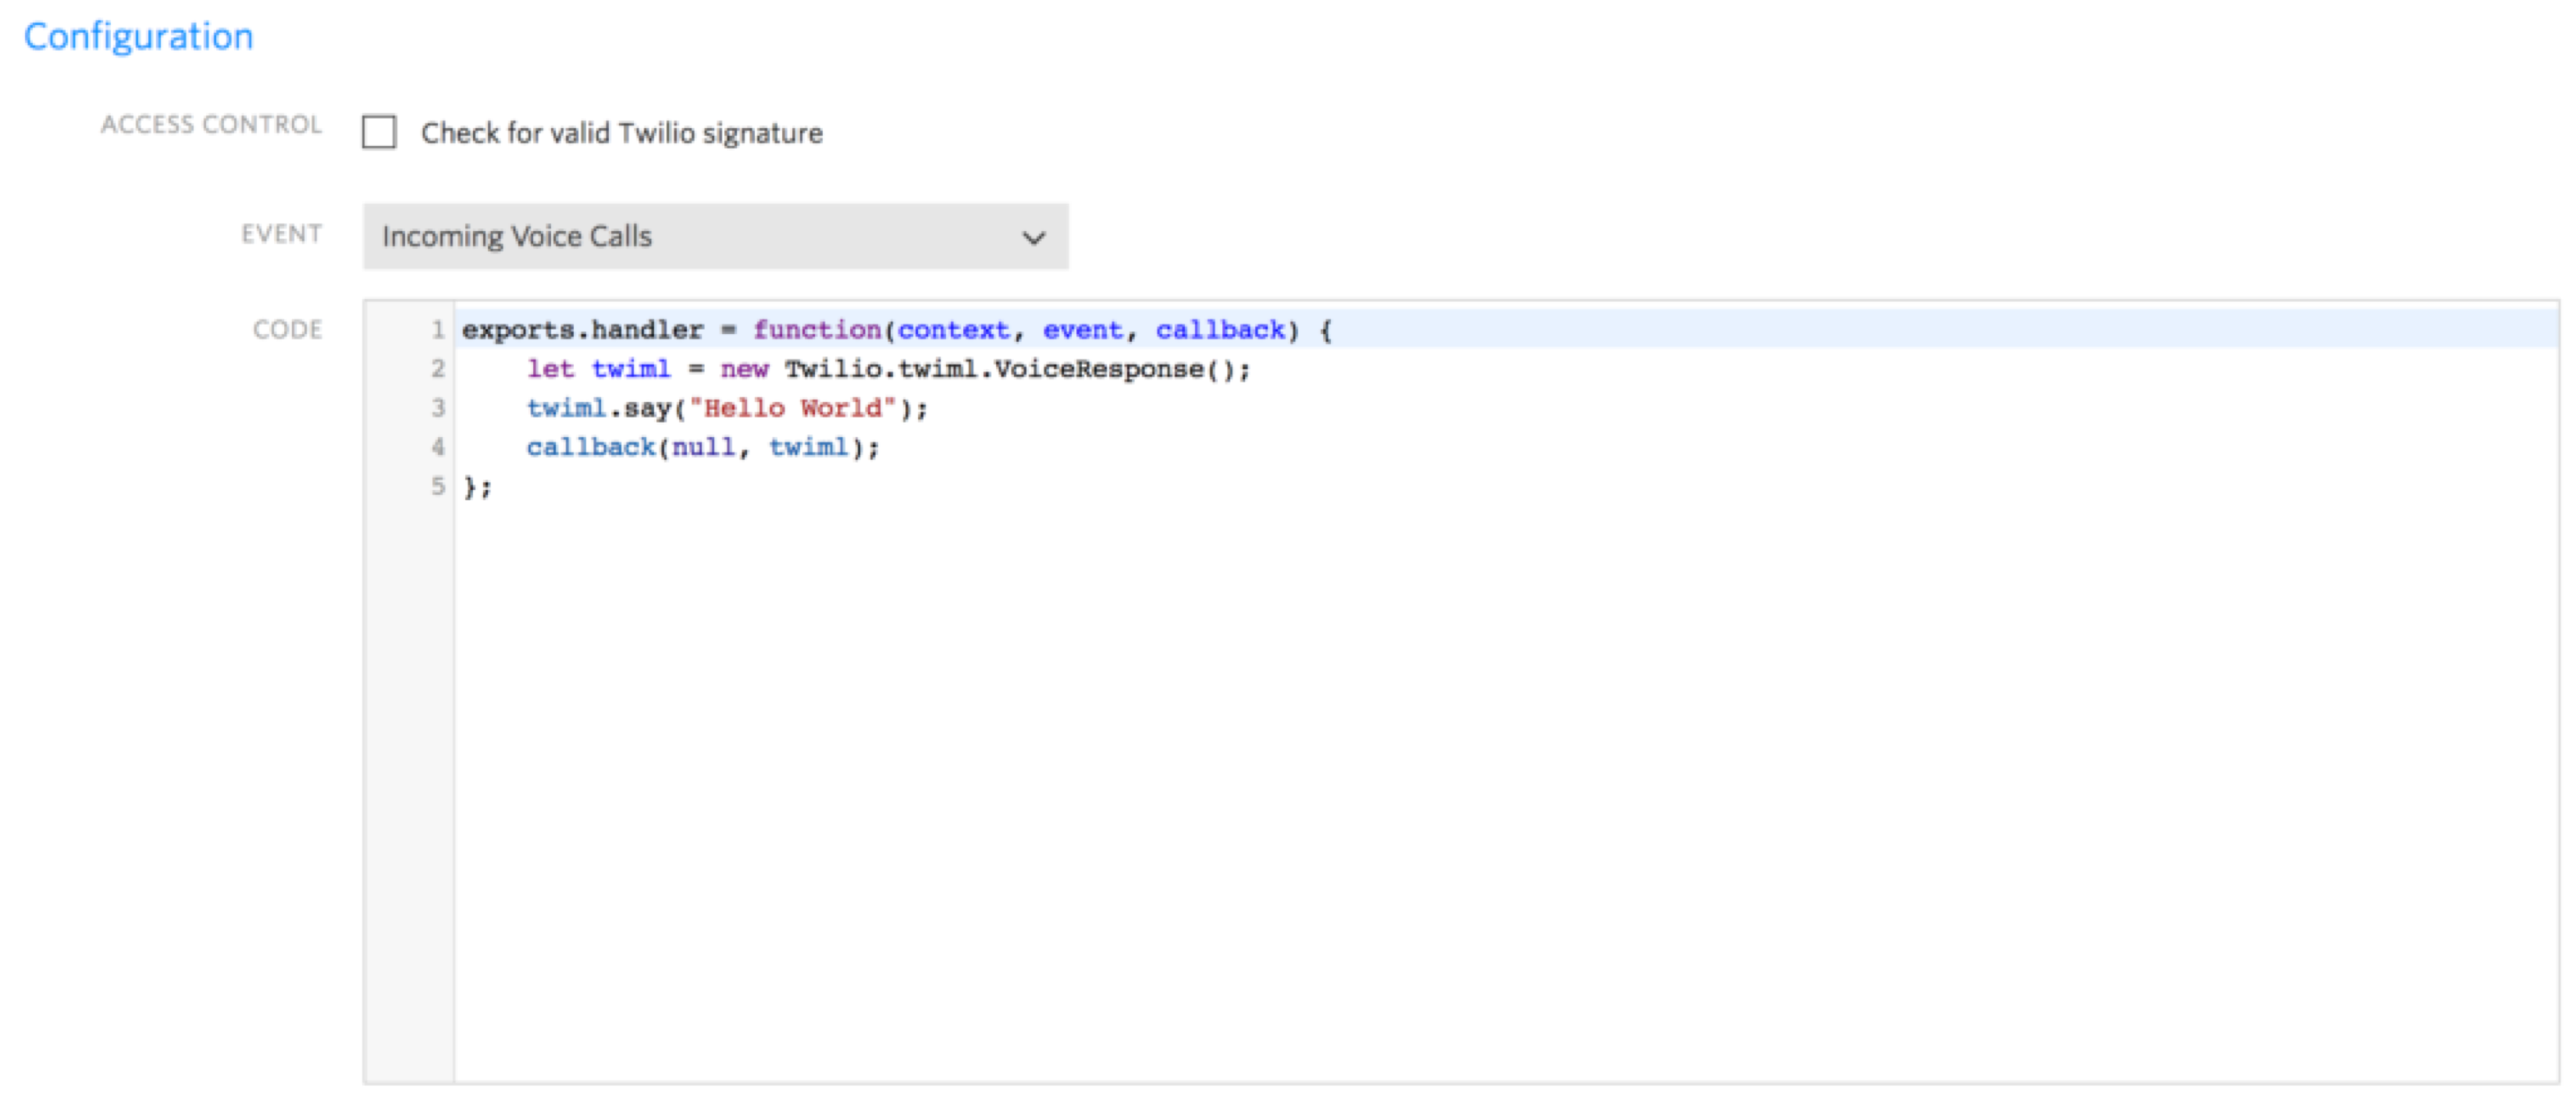 Configuration
ACCESS CONTROL Check for valid Twilio signature
EVENT Incoming Voice Calls
CODE
1 exports.handler = function(context, event, callback) {
2 let twiml = new Twilio.twiml.VoiceResponse();
3 twiml.say("Hello World");
4 callback(null, twiml);
5 };